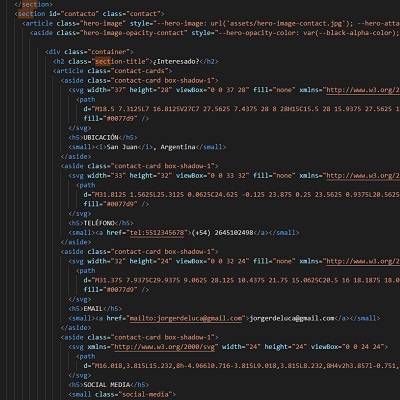 </section>
<section id="contacto" class="contact">
<article class="hero-image" style="--hero-image: url('assets/hero-image-contact.jpg'); --hero-atta
<aside class="hero-image-opacity-contact" style="--hero-opacity-color: var(--black-alpha-color);
<div class="container">
<h2 class="section-title">¿Interesado?</h2>
<article class="contact-cards">
<aside class="contact-card box-shadow-1">
<svg width="37" height="28" viewBox="0 0 37 28" fill="none" xmlns="http://www.w3.org/2
<path
d="M18.5 7.3125L7 16.8125V27C7 27.5625 7.4375 28 8 28H15C15.5 28 15.9375 27.5625 1
fill="#0077d9" />
</svg>
<h5>UBICACIÓN</h5>
<small><i>San Juan</i>, Argentina</small>
</aside>
<aside class="contact-card box-shadow-1">
<svg width="33" height="32" viewBox="0 0 33 32" fill="none" xmlns="http://www.w3.org/2
<path
d="M31.8125 1.5625L25.3125 0.0625C24.625 -0.125 23.875 0.25 23.5625 0.9375L20.5625
fill="#0077d9" />
</svg>
<h5>TELÉFONO</h5>
<small><a href="tel:5512345678">(+54) 2645102498</a></small>
</aside>
<aside class="contact-card box-shadow-1">
<svg width="32" height="24" viewBox="0 0 32 24" fill="none" xmlns="http://www.w3.org/2
<path
d="M31.375 7.9375C29.9375 9.0625 28.125 10.4375 21.75 15.0625C20.5 16 18.1875 18.0
fill="#0077d9" />
</svg>
<h5>EMAIL</h5>
<small><a href="mailto:jorgerdeluca@gmail.com">jorgerdeluca@gmail.com</a></small>
</aside>
<aside class="contact-card box-shadow-1">
<svg xmlns="http://www.w3.org/2000/svg" width="24" height="24" viewBox="0 0 24 24">
<path
d="M16.018,3.815L15.232,8h-4.966l0.716-3.815L9.018,3.815L8.232,8H4v2h3.857l-0.751,
<h5>SOCIAL MEDIA</h5>
<small class="social-media">